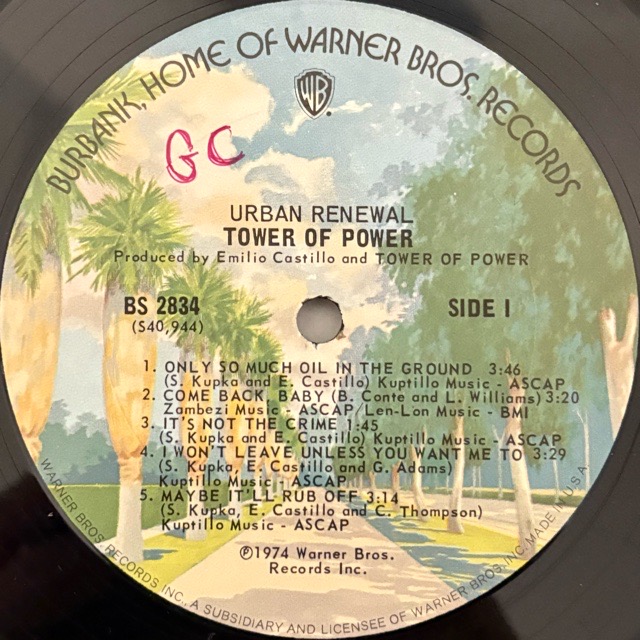 BURBANK, HOME OF WARNER BROS. RECORDS
WB
GC
URBAN RENEWAL
TOWER OF POWER
Produced by Emilio Castillo and TOWER OF POWER
BS 2834
(S40,944)
SIDE 1
1. ONLY SO MUCH OIL IN THE GROUND 3:46
(S. Kupka and E. Castillo) Kuptillo Music - ASCAP
2. COME BACK, BABY (B. Conte and L. Williams) 3:20
Zambezi Music - ASCAP, Len-Lon Music - BMI
3. IT'S NOT THE CRIME 1:45
(S. Kupka and E. Castillo) Kuptillo Music - ASCAP
4. I WON'T LEAVE UNLESS YOU WANT ME TO 3:29
(S. Kupka, E. Castillo and G. Adams)
Kuptillo Music - ASCAP
5. MAYBE IT'LL RUB OFF 3:14
(S. Kupka, E. Castillo and C. Thompson)
Kuptillo Music - ASCAP
℗1974 Warner Bros.
Records Inc.
WARNER BROS. RECORDS INC., A SUBSIDIARY AND LICENSEE OF WARNER BROS. INC. MADE IN U.S.A.